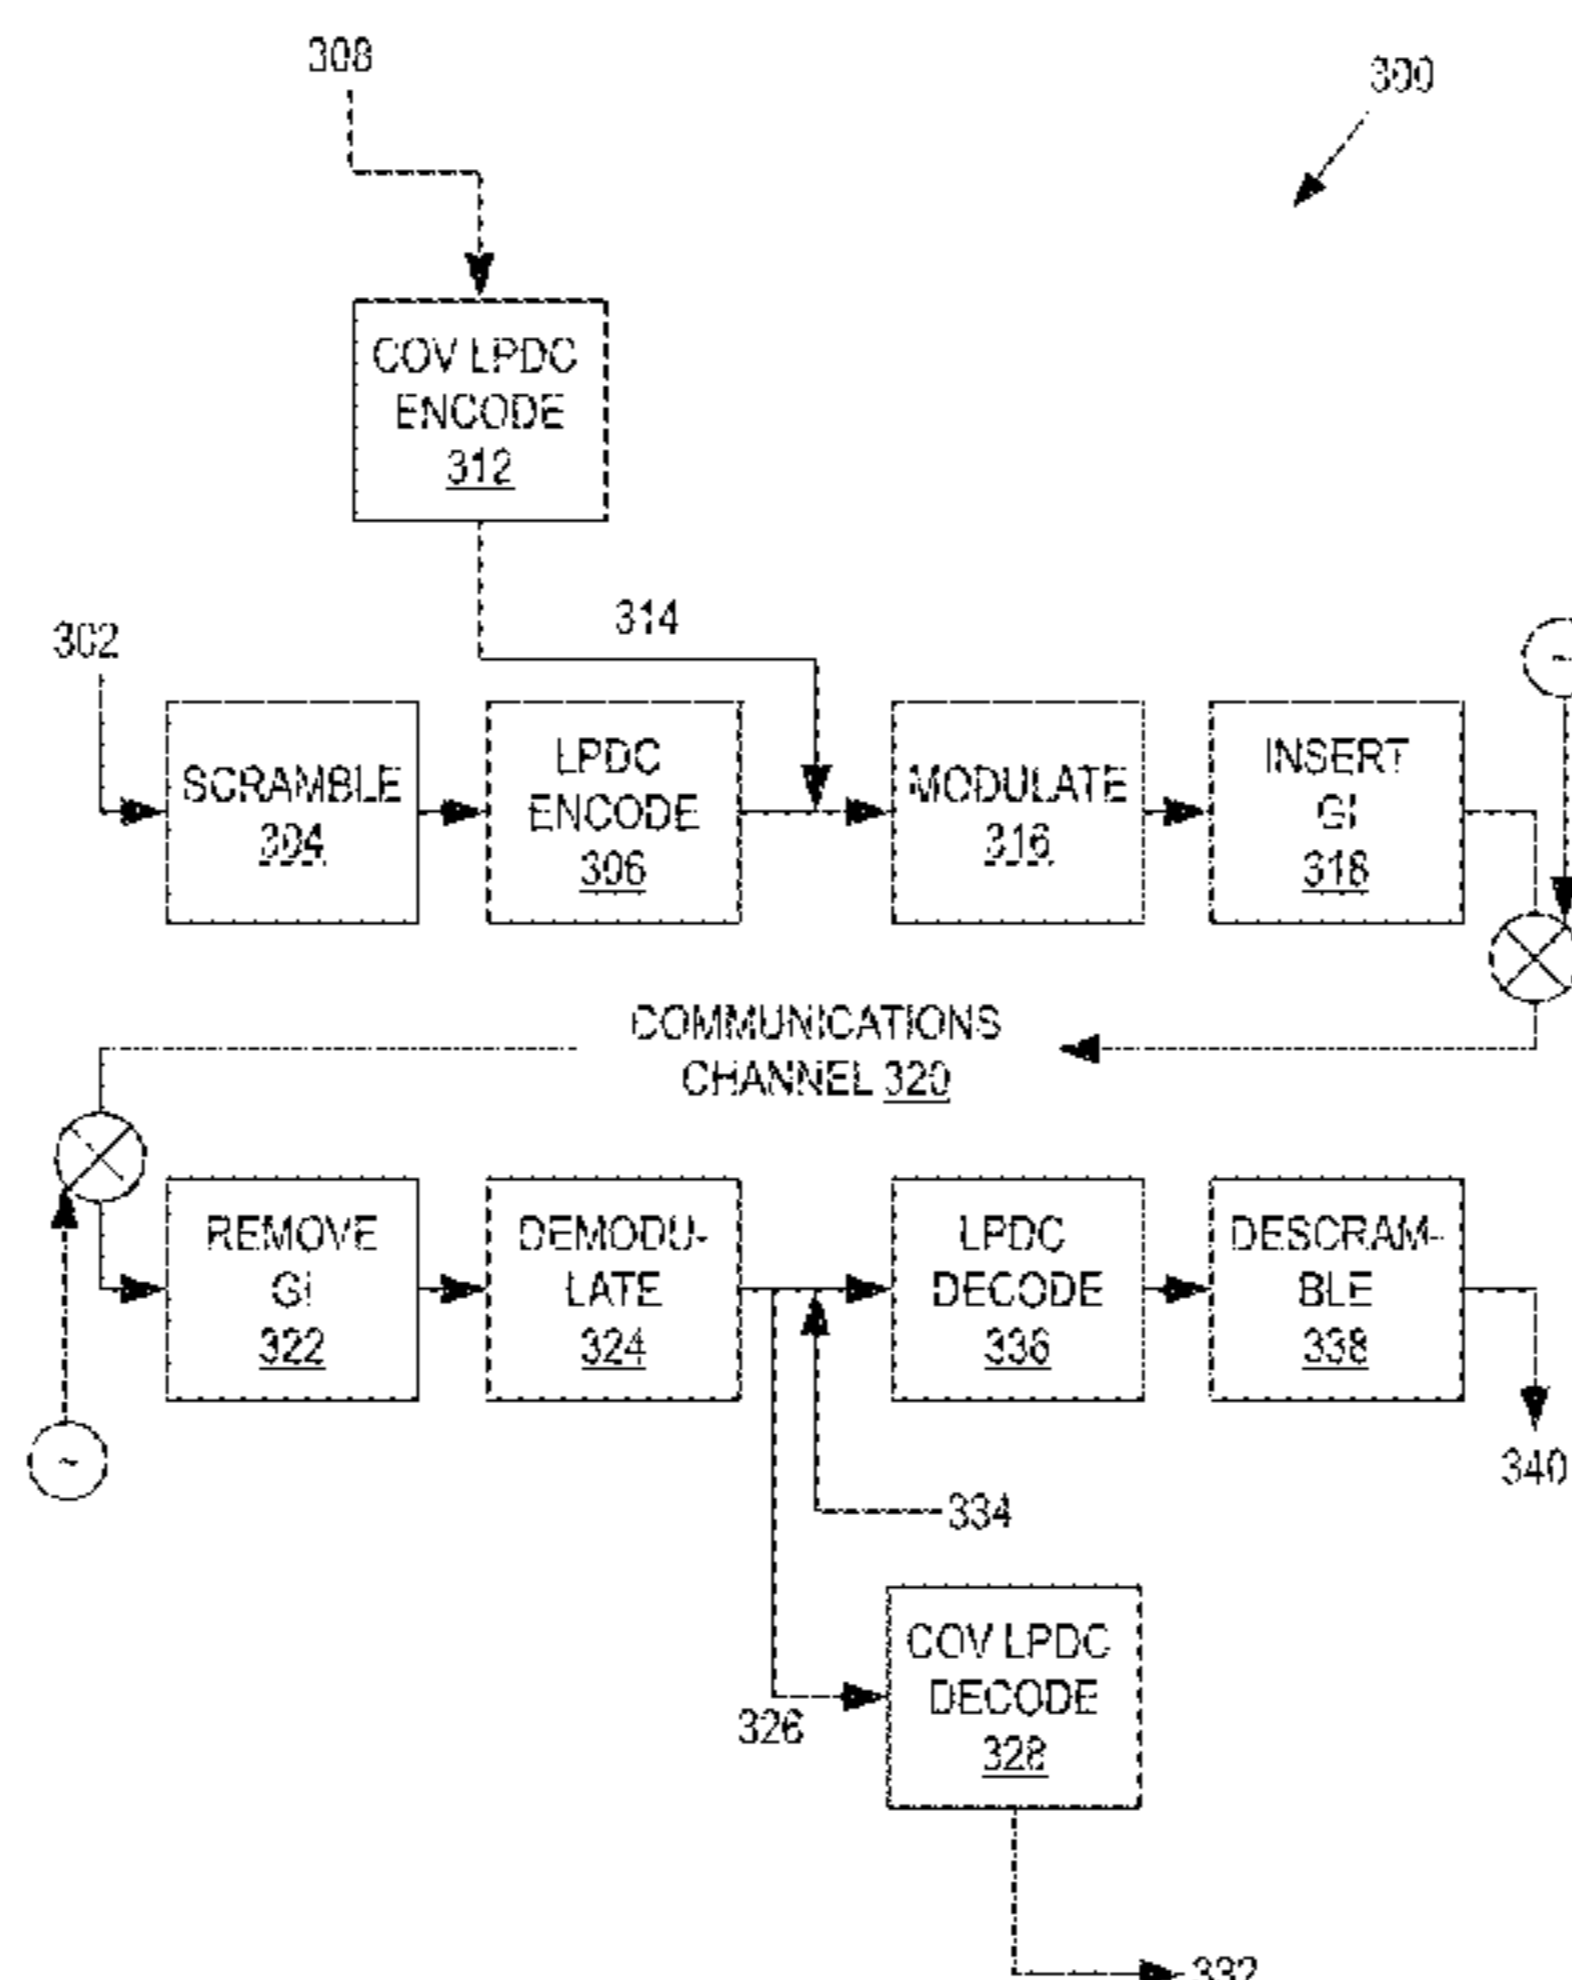 308
300
COV LPDC
ENCODE
312
314
302
~
SCRAMBLE
304
LPDC
ENCODE
306
MODULATE
316
INSERT
GI
318
COMMUNICATIONS
CHANNEL 320
REMOVE
GI
322
DEMODU-
LATE
324
LPDC
DECODE
336
DESCRAM-
BLE
338
~
340
334
COV LPDC
DECODE
328
326
332